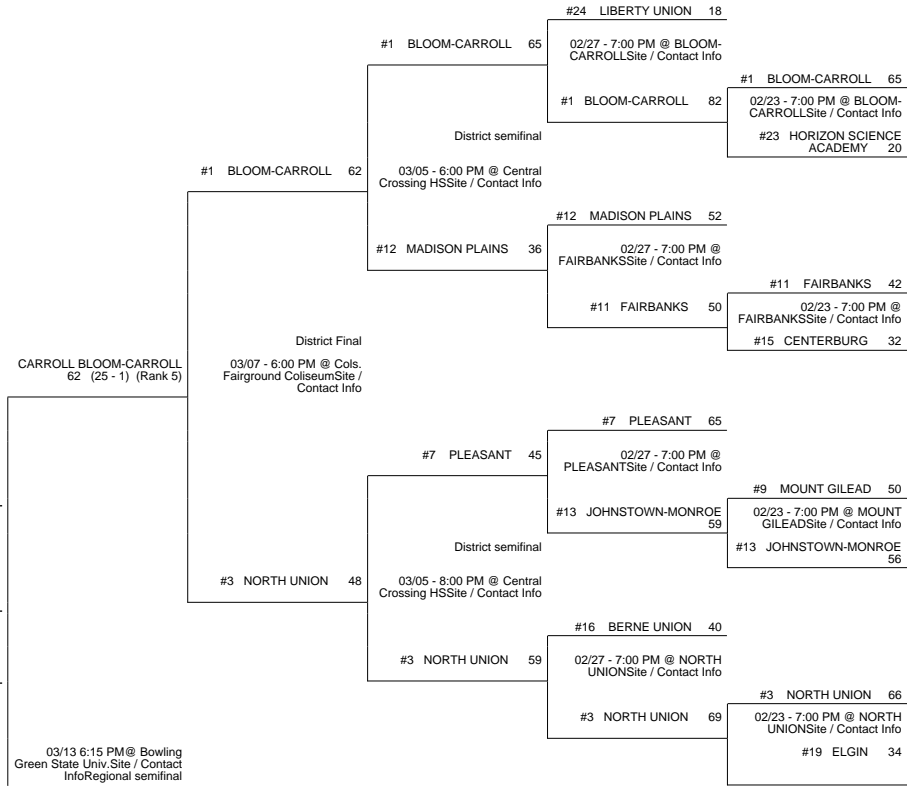 #24 LIBERTY UNION 18
#1 BLOOM-CARROLL 65
02/27 - 7:00 PM @ BLOOM-
CARROLLSite / Contact Info
#1 BLOOM-CARROLL 65
#1 BLOOM-CARROLL 82
02/23 - 7:00 PM @ BLOOM-
CARROLLSite / Contact Info
#23 HORIZON SCIENCE
ACADEMY 20
District semifinal
#1 BLOOM-CARROLL 62
03/05 - 6:00 PM @ Central
Crossing HSSite / Contact Info
#12 MADISON PLAINS 52
#12 MADISON PLAINS 36
02/27 - 7:00 PM @
FAIRBANKSSite / Contact Info
#11 FAIRBANKS 42
#11 FAIRBANKS 50
02/23 - 7:00 PM @
FAIRBANKSSite / Contact Info
#15 CENTERBURG 32
District Final
CARROLL BLOOM-CARROLL
62 (25 - 1) (Rank 5)
03/07 - 6:00 PM @ Cols.
Fairground ColiseumSite /
Contact Info
#7 PLEASANT 65
#7 PLEASANT 45
02/27 - 7:00 PM @
PLEASANTSite / Contact Info
#9 MOUNT GILEAD 50
#13 JOHNSTOWN-MONROE
59
02/23 - 7:00 PM @ MOUNT
GILEADSite / Contact Info
#13 JOHNSTOWN-MONROE
56
District semifinal
#3 NORTH UNION 48
03/05 - 8:00 PM @ Central
Crossing HSSite / Contact Info
#16 BERNE UNION 40
#3 NORTH UNION 59
02/27 - 7:00 PM @ NORTH
UNIONSite / Contact Info
#3 NORTH UNION 66
#3 NORTH UNION 69
02/23 - 7:00 PM @ NORTH
UNIONSite / Contact Info
#19 ELGIN 34
03/13 6:15 PM@ Bowling
Green State Univ.Site / Contact
InfoRegional semifinal